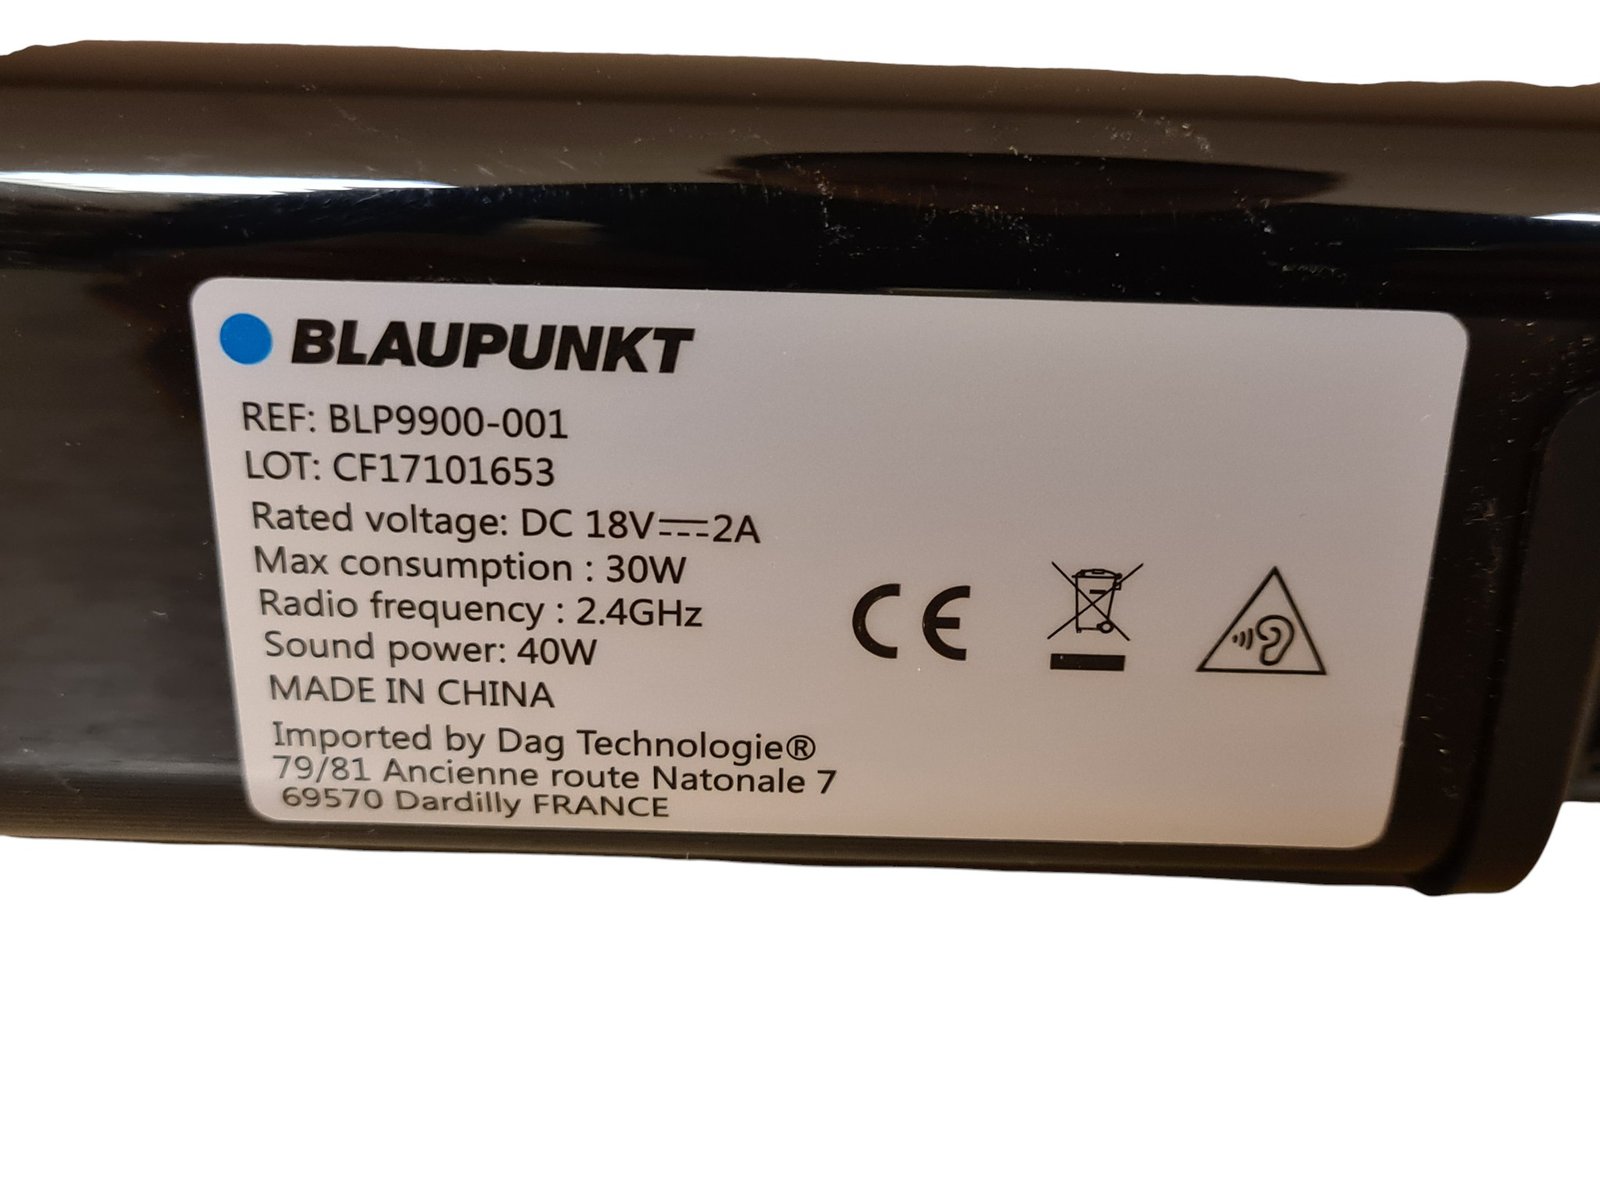 BLAUPUNKT
REF: BLP9900-001
LOT: CF17101653
Rated voltage: DC 18V⎓2A
Max consumption : 30W
Radio frequency : 2.4GHz
Sound power: 40W
MADE IN CHINA
CE
Imported by Dag Technologie®
79/81 Ancienne route Natonale 7
69570 Dardilly FRANCE